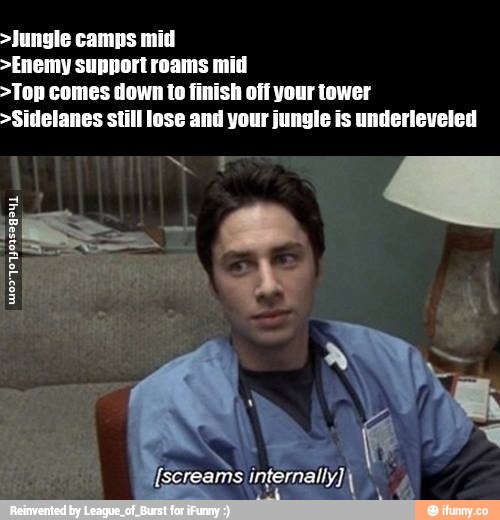 >Jungle camps mid
>Enemy support roams mid
>Top comes down to finish off your tower
>Sidelanes still lose and your jungle is underleveled
TheBestofLoL.com
[screams internally]
Reinvented by League_of_Burst for iFunny :)
ifunny.co